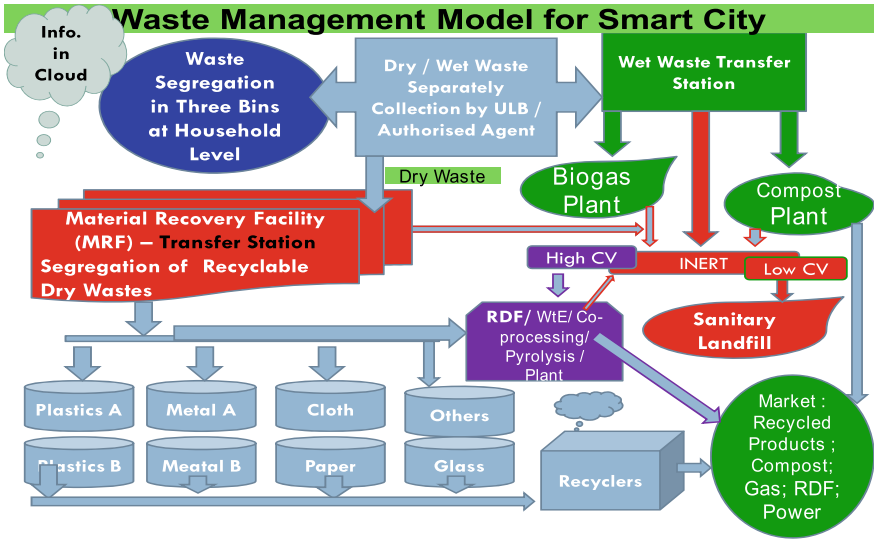 Waste Management Model for Smart City
Info.
in
Cloud
Waste
Segregation
in Three Bins
at Household
Level
Dry / Wet Waste
Separately
Collection by ULB /
Authorised Agent
Wet Waste Transfer
Station
Dry Waste
Biogas
Plant
Compost
Plant
Material Recovery Facility
(MRF) – Transfer Station
Segregation of Recyclable
Dry Wastes
High CV
INERT
Low CV
RDF/ WtE/ Co-
processing/
Pyrolysis /
Plant
Sanitary
Landfill
Plastics A
Metal A
Cloth
Others
Plastics B
Meatal B
Paper
Glass
Recyclers
Market :
Recycled
Products ;
Compost;
Gas; RDF;
Power